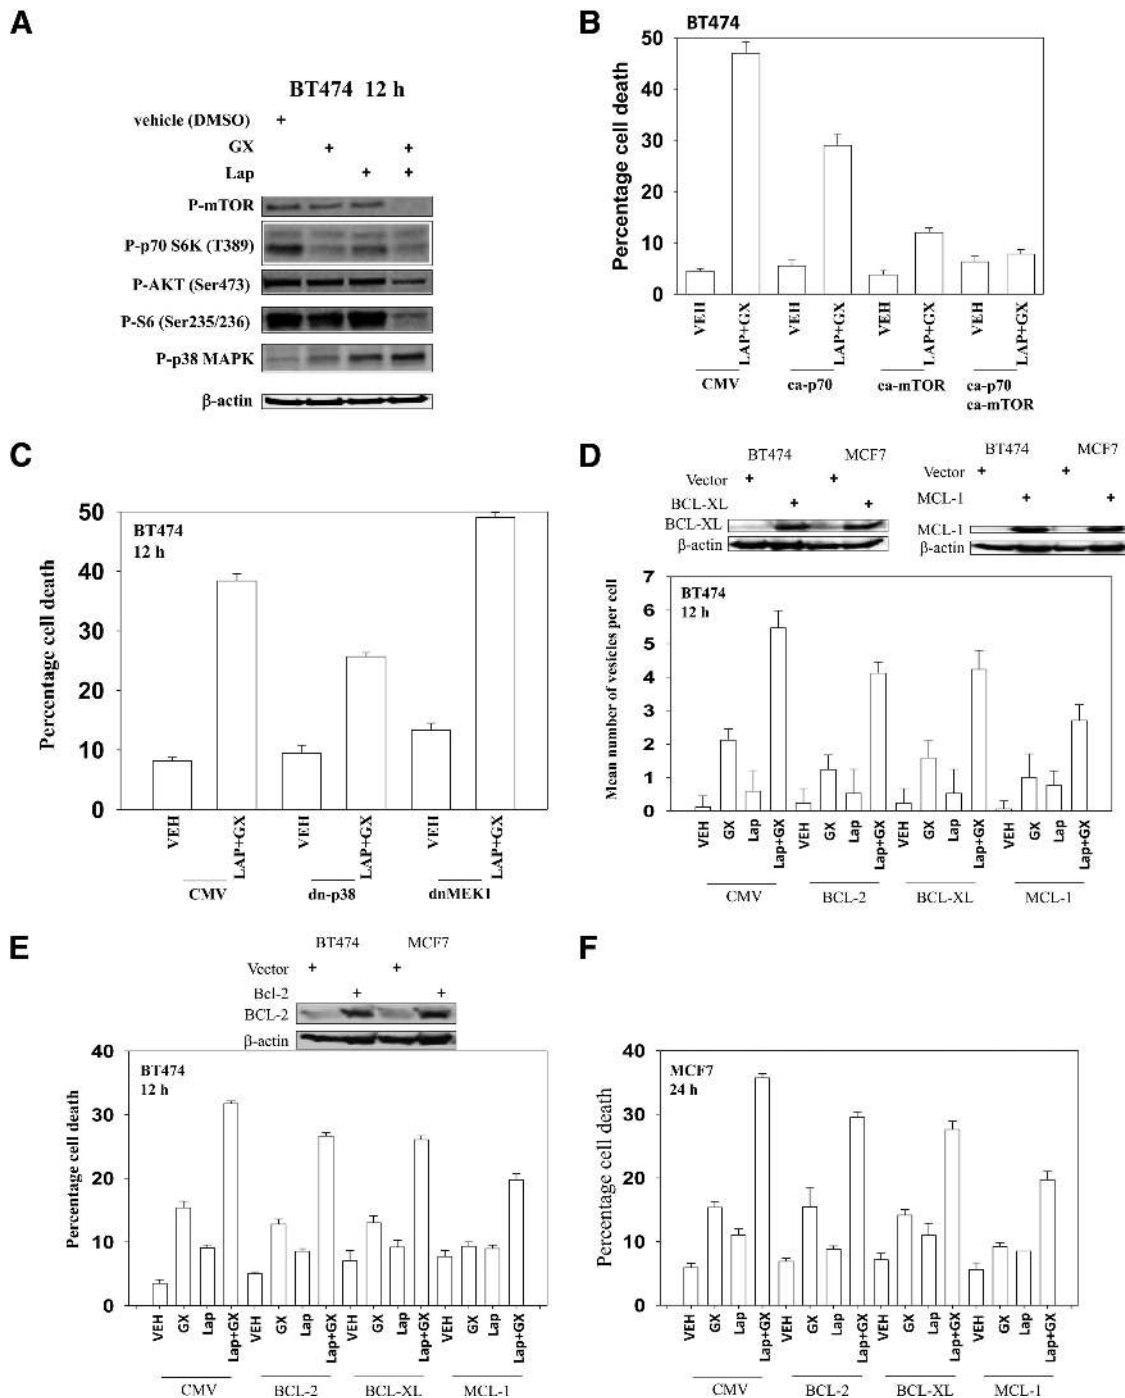 A
BT474 12 h
vehicle (DMSO) +
GX + +
Lap + +
P-mTOR
P-p70 S6K (T389)
P-AKT (Ser473)
P-S6 (Ser235/236)
P-p38 MAPK
β-actin
B
BT474
Percentage cell death
50
40
30
20
10
0
VEH LAP+GX VEH LAP+GX VEH LAP+GX VEH LAP+GX
CMV ca-p70 ca-mTOR ca-p70
ca-mTOR
C
BT474
12 h
Percentage cell death
50
40
30
20
10
0
VEH LAP+GX VEH LAP+GX VEH LAP+GX
CMV dn-p38 dnMEK1
D
BT474 MCF7
Vector + +
BCL-XL + +
BCL-XL
β-actin
BT474 MCF7
Vector + +
MCL-1 + +
MCL-1
β-actin
BT474
12 h
Mean number of vesicles per cell
7
6
5
4
3
2
1
0
VEH GX Lap Lap+GX VEH GX Lap Lap+GX VEH GX Lap Lap+GX VEH GX Lap Lap+GX
CMV BCL-2 BCL-XL MCL-1
E
BT474 MCF7
Vector + +
Bcl-2 + +
BCL-2
β-actin
BT474
12 h
Percentage cell death
40
30
20
10
0
VEH GX Lap Lap+GX VEH GX Lap Lap+GX VEH GX Lap Lap+GX VEH GX Lap Lap+GX
CMV BCL-2 BCL-XL MCL-1
F
MCF7
24 h
Percentage cell death
40
30
20
10
0
VEH GX Lap Lap+GX VEH GX Lap Lap+GX VEH GX Lap Lap+GX VEH GX Lap Lap+GX
CMV BCL-2 BCL-XL MCL-1